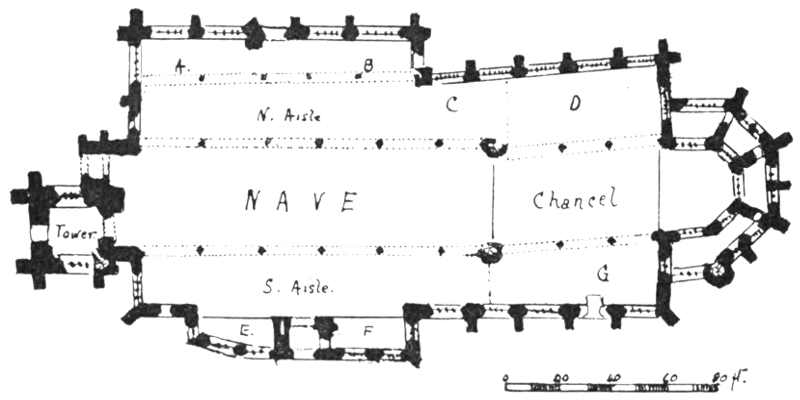 A. B
N. Aisle
C D
NAVE
Chancel
Tower.
S. Aisle.
G
E. F
0 20 40 60 80 ft.